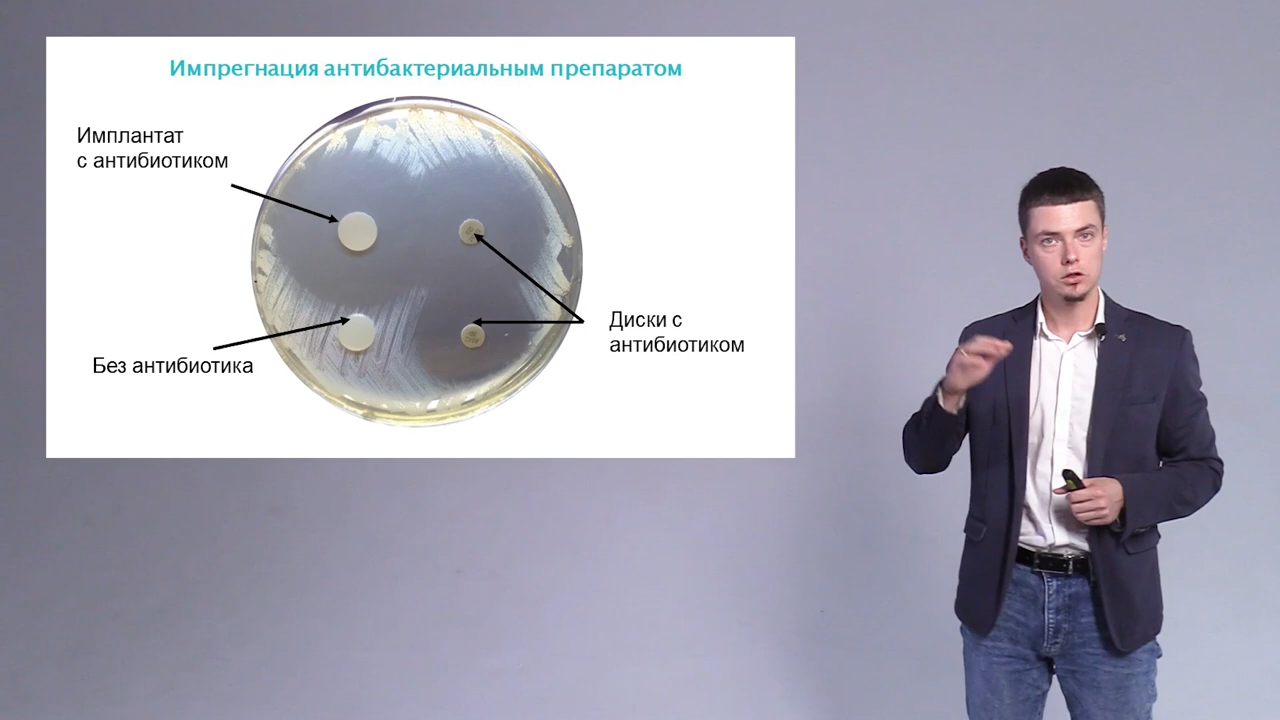 Импрегнация антибактериальным препаратом
Имплантат
с антибиотиком
Диски с
антибиотиком
Без антибиотика